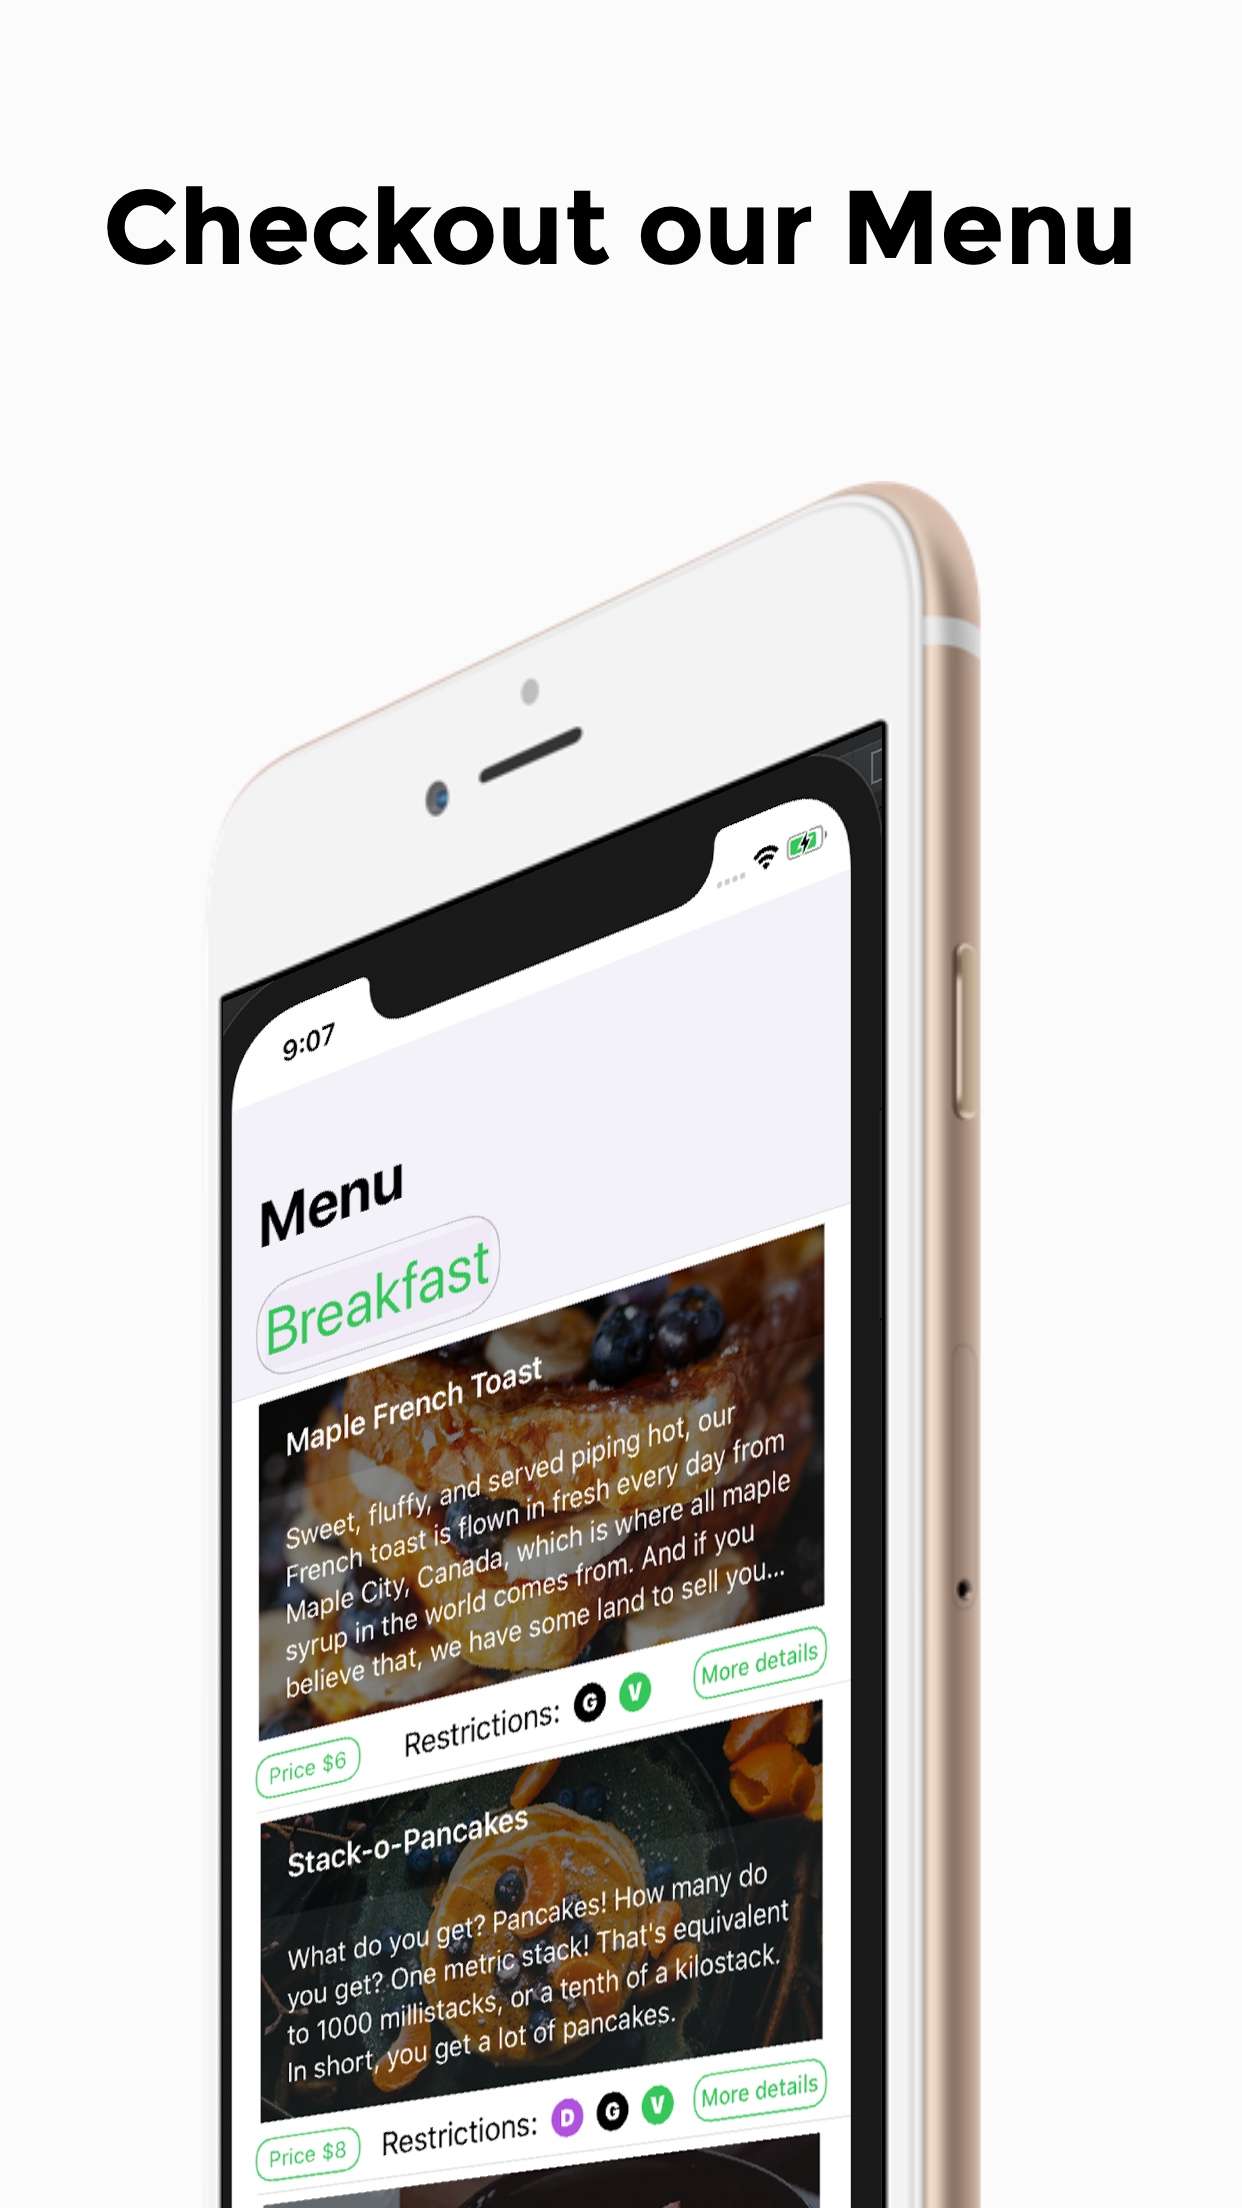 Checkout our Menu
9:07
Menu
Breakfast
Maple French Toast
Sweet, fluffy, and served piping hot, our
French toast is flown in fresh every day from
Maple City, Canada, which is where all maple
syrup in the world comes from. And if you
believe that, we have some land to sell you...
Price $6
Restrictions: G V
More details
Stack-o-Pancakes
What do you get? Pancakes! How many do
you get? One metric stack! That's equivalent
to 1000 millistacks, or a tenth of a kilostack.
In short, you get a lot of pancakes.
Price $8
Restrictions: D G V
More details